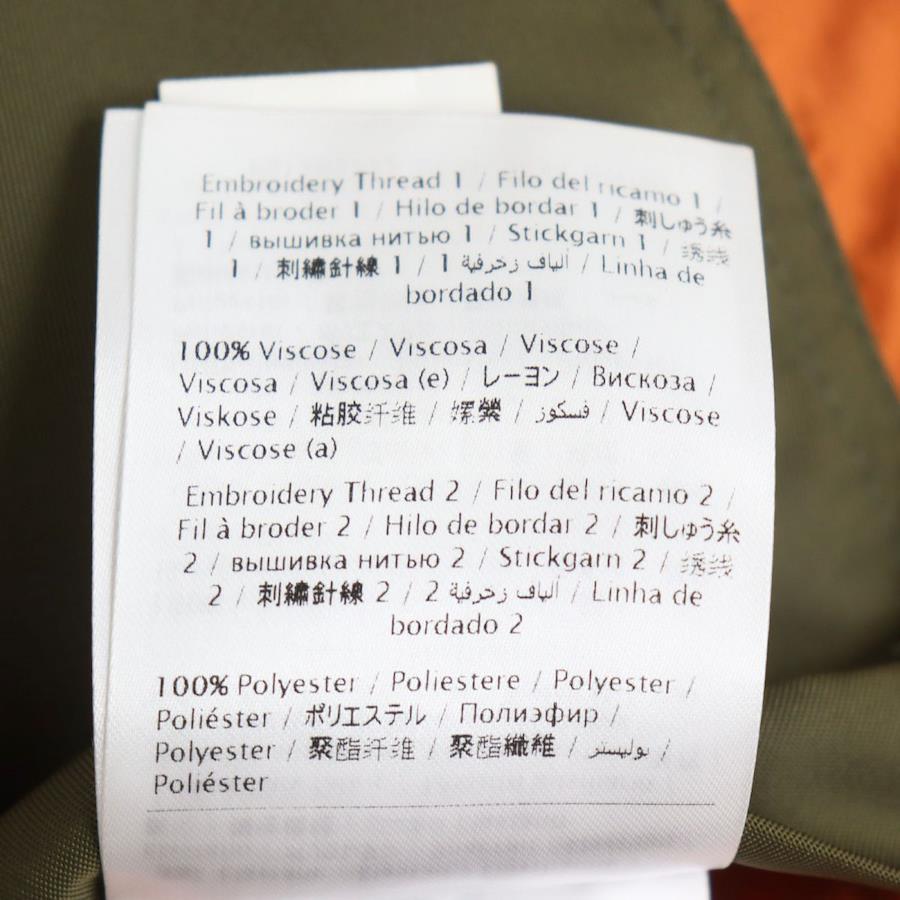 Embroidery Thread 1 / Filo del ricamo 1 /
Fil à broder 1 / Hilo de bordar 1 / 刺しゅう糸
1 / вышивка нитью 1 / Stickgarn 1 / 绣线
1 / 刺繡針線 1 / ألياف زخرفية 1 / Linha de
bordado 1
100% Viscose / Viscosa / Viscose /
Viscosa / Viscosa (e) / レーヨン / Вискоза /
Viskose / 粘胶纤维 / 嫘縈 / فسكوز / Viscose
/ Viscose (a)
Embroidery Thread 2 / Filo del ricamo 2 /
Fil à broder 2 / Hilo de bordar 2 / 刺しゅう糸
2 / вышивка нитью 2 / Stickgarn 2 / 绣线
2 / 刺繡針線 2 / ألياف زخرفية 2 / Linha de
bordado 2
100% Polyester / Poliestere / Polyester /
Poliéster / ポリエステル / Полиэфир /
Polyester / 聚酯纤维 / 聚酯纖維 / بوليستر /
Poliéster